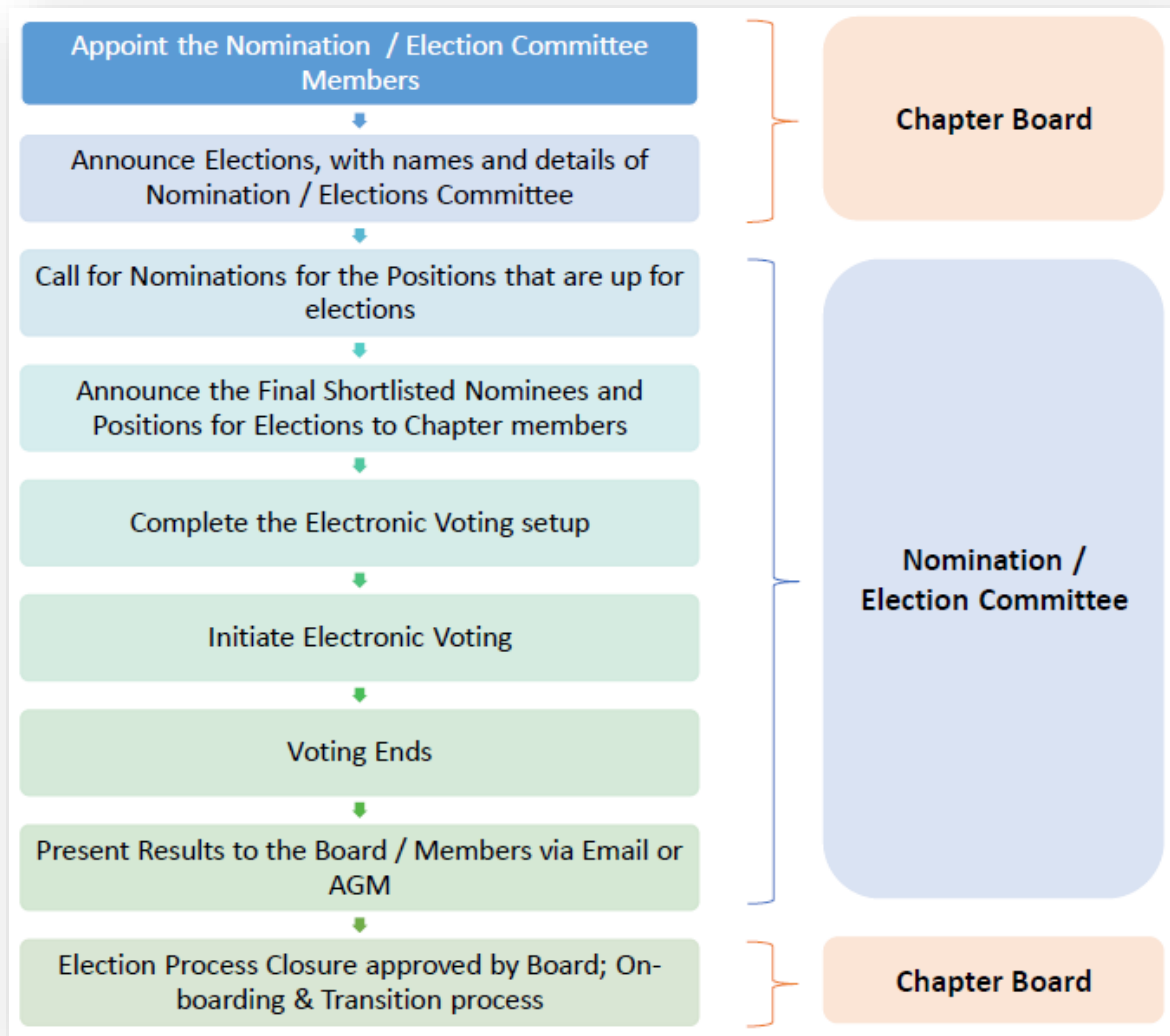 Appoint the Nomination / Election Committee
Members
Chapter Board
Announce Elections, with names and details of
Nomination / Elections Committee
Call for Nominations for the Positions that are up for
elections
Announce the Final Shortlisted Nominees and
Positions for Elections to Chapter members
Complete the Electronic Voting setup
Nomination /
Election Committee
Initiate Electronic Voting
Voting Ends
Present Results to the Board / Members via Email or
AGM
Election Process Closure approved by Board; On-
boarding & Transition process
Chapter Board